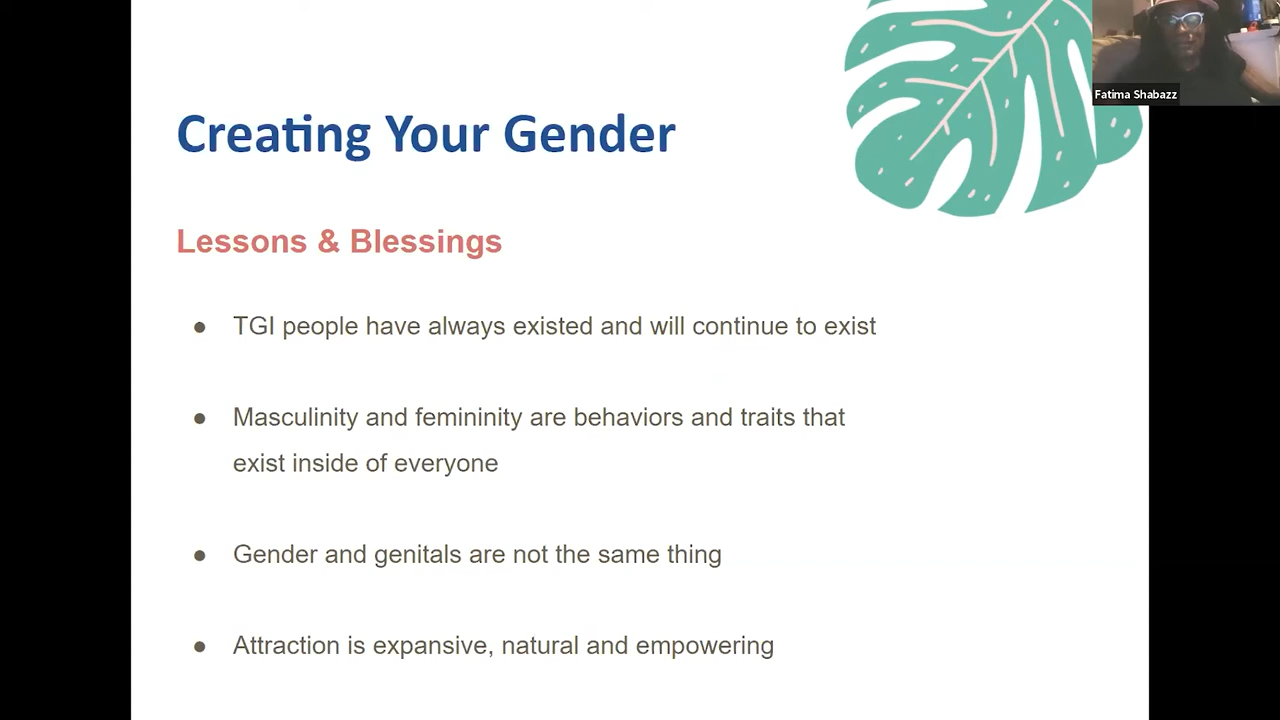 Fatima Shabazz
Creating Your Gender
Lessons & Blessings
● TGI people have always existed and will continue to exist
● Masculinity and femininity are behaviors and traits that
exist inside of everyone
● Gender and genitals are not the same thing
● Attraction is expansive, natural and empowering